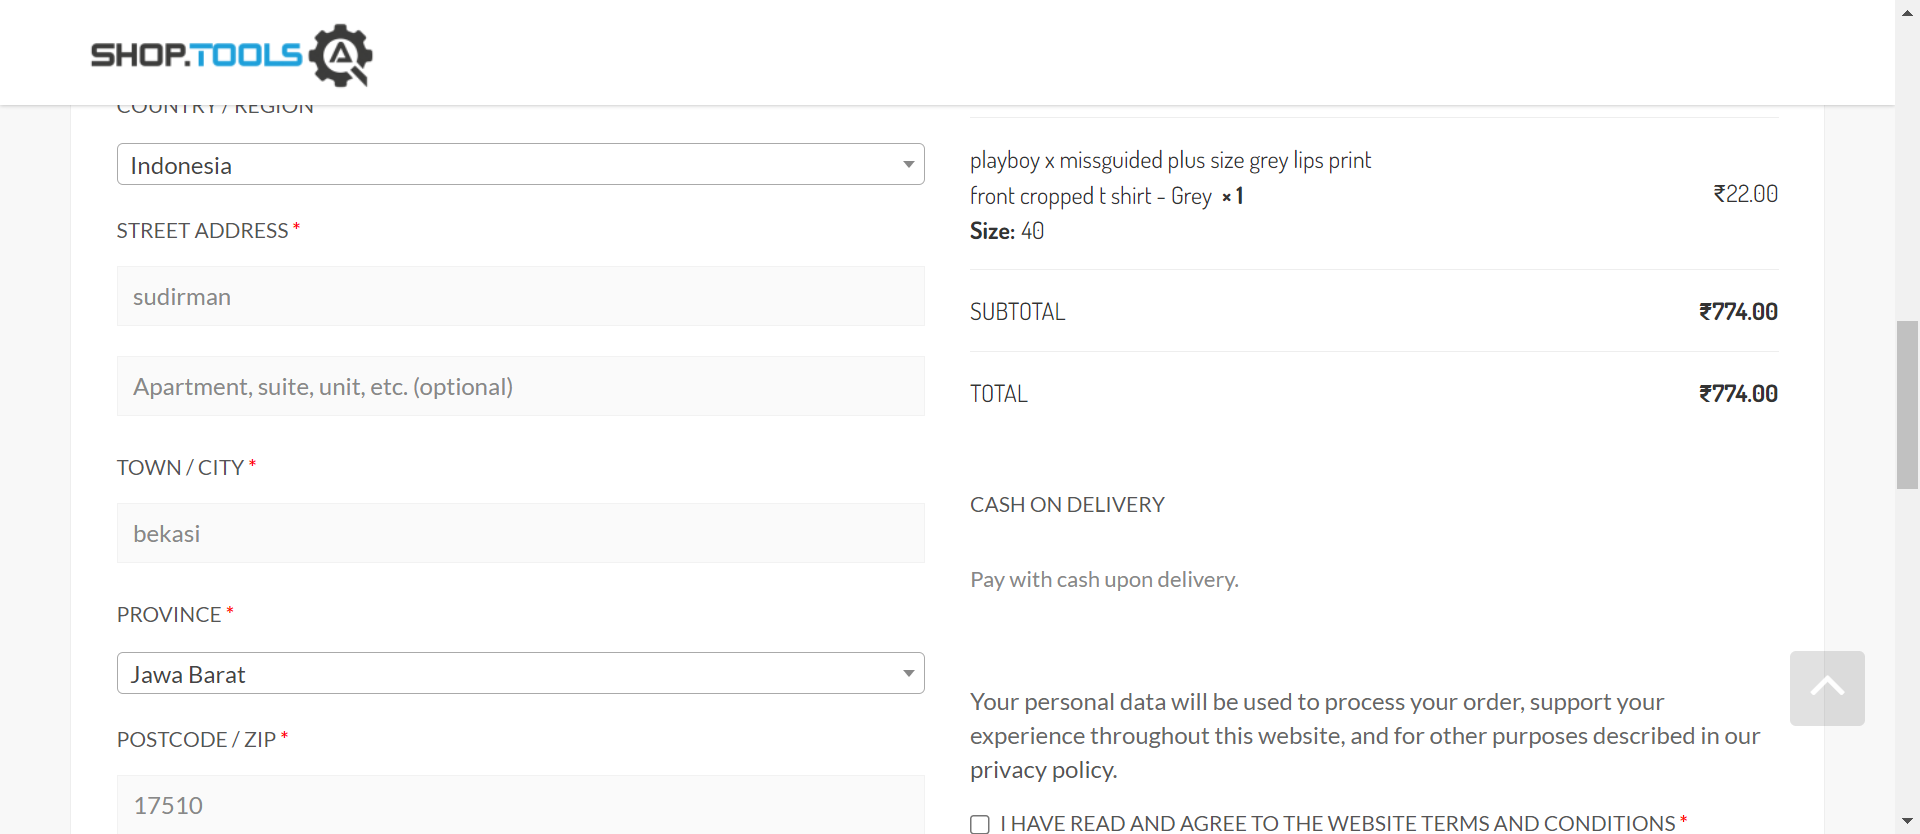 SHOP.TOOLS
COUNTRY / REGION
Indonesia
STREET ADDRESS *
sudirman
Apartment, suite, unit, etc. (optional)
TOWN / CITY *
bekasi
PROVINCE *
Jawa Barat
POSTCODE / ZIP *
17510
playboy x missguided plus size grey lips print
front cropped t shirt - Grey × 1
Size: 40
₹22.00
SUBTOTAL ₹774.00
TOTAL ₹774.00
CASH ON DELIVERY
Pay with cash upon delivery.
Your personal data will be used to process your order, support your
experience throughout this website, and for other purposes described in our
privacy policy.
I HAVE READ AND AGREE TO THE WEBSITE TERMS AND CONDITIONS *